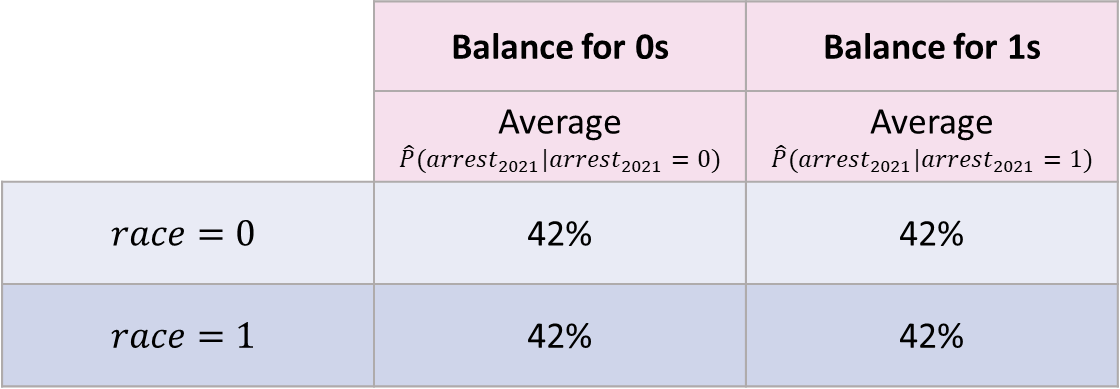 Balance for 0s
Balance for 1s
Average
P̂(arrest₂₀₂₁|arrest₂₀₂₁ = 0)
Average
P̂(arrest₂₀₂₁|arrest₂₀₂₁ = 1)
race = 0
42%
42%
race = 1
42%
42%